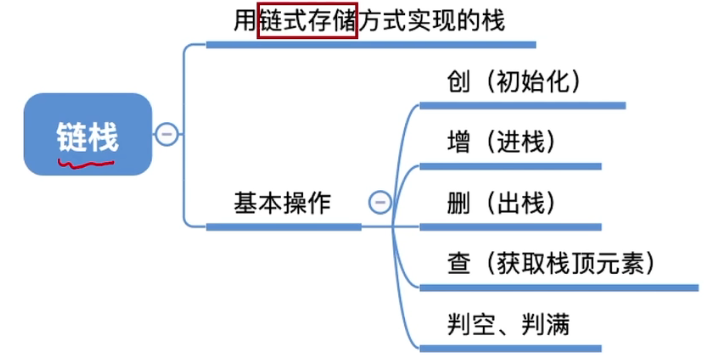 用链式存储方式实现的栈
创（初始化）
链栈
增（进栈）
基本操作
删（出栈）
查（获取栈顶元素）
判空、判满